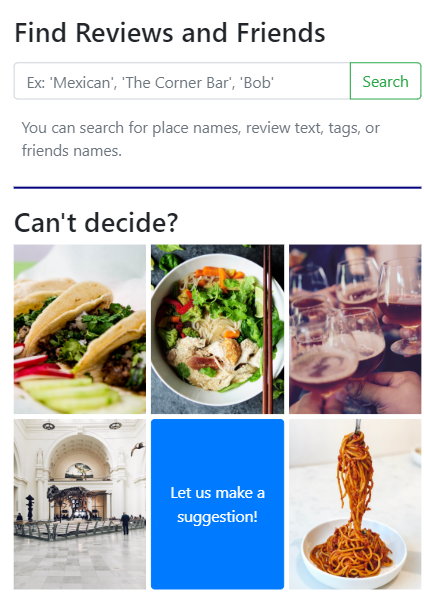 Find Reviews and Friends
Ex: 'Mexican', 'The Corner Bar', 'Bob'
Search
You can search for place names, review text, tags, or
friends names.
Can't decide?
Let us make a
suggestion!